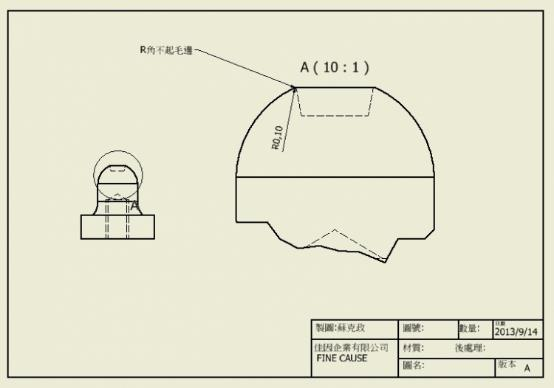 R角不起毛邊
A ( 10 : 1 )
R0,10
A
製圖:蘇克政
圖號:
數量:
日期
2013/9/14
佳因企業有限公司
FINE CAUSE
材質:
後處理:
圖名:
版本 A